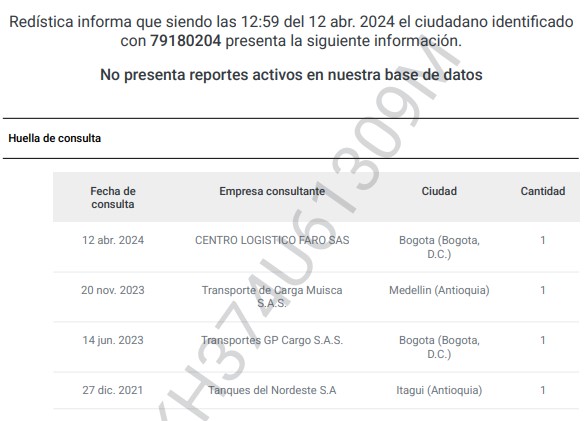 Redística informa que siendo las 12:59 del 12 abr. 2024 el ciudadano identificado
con 79180204 presenta la siguiente información.
No presenta reportes activos en nuestra base de datos
Huella de consulta
Fecha de consulta Empresa consultante Ciudad Cantidad
12 abr. 2024 CENTRO LOGISTICO FARO SAS Bogota (Bogota, D.C.) 1
20 nov. 2023 Transporte de Carga Muisca S.A.S. Medellin (Antioquia) 1
14 jun. 2023 Transportes GP Cargo S.A.S. Bogota (Bogota, D.C.) 1
27 dic. 2021 Tanques del Nordeste S.A Itagui (Antioquia) 1
H374U61309M